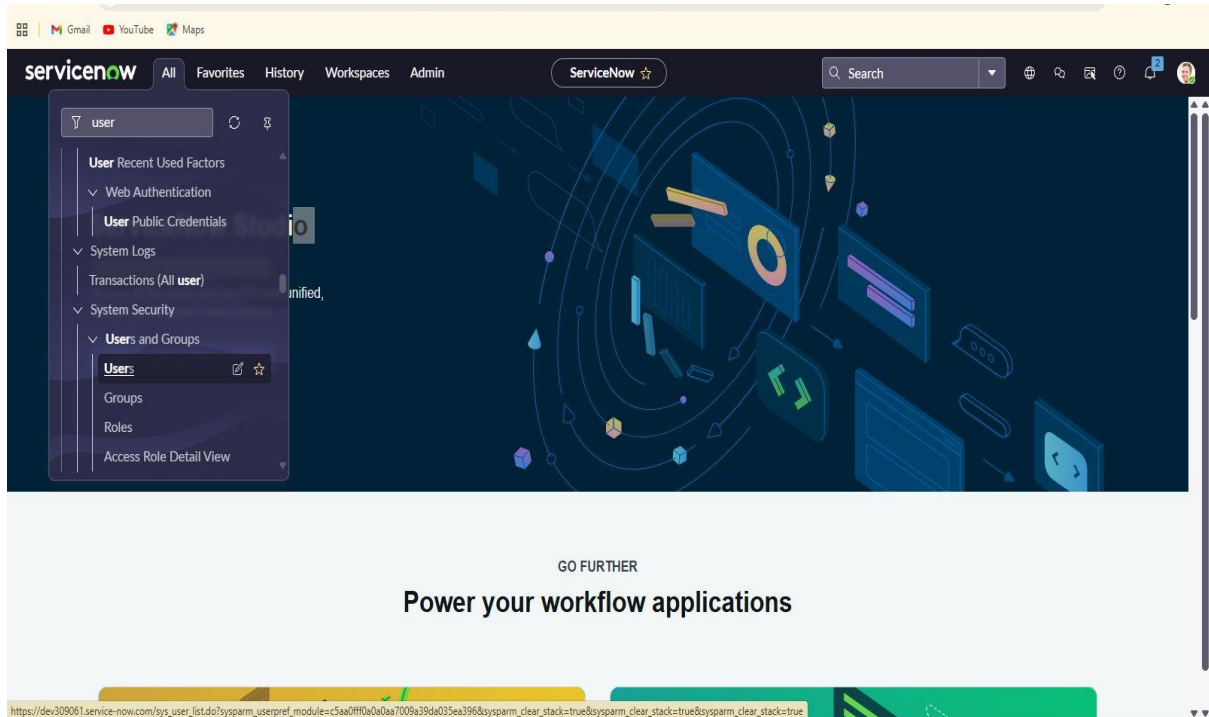 Gmail YouTube Maps
servicenow All Favorites History Workspaces Admin ServiceNow Search 2
user
User Recent Used Factors
Web Authentication
User Public Credentials
Studio
System Logs
Transactions (All user)
unified,
System Security
Users and Groups
Users
Groups
Roles
Access Role Detail View
GO FURTHER
Power your workflow applications
https://dev309061.service-now.com/sys_user_list.do?sysparm_userpref_module=c5aa0fff0a0a0aa7009a39da035ea396&sysparm_clear_stack=true&sysparm_clear_stack=true&sysparm_clear_stack=true